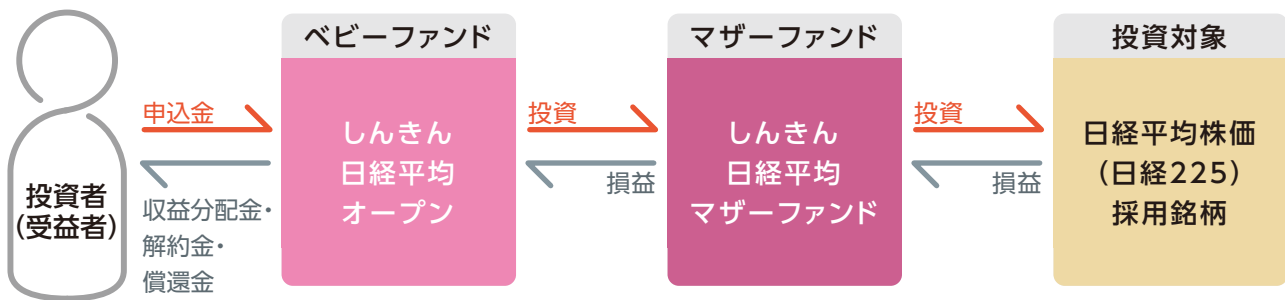 投資者
(受益者)
申込金
収益分配金・
解約金・
償還金
ベビーファンド
しんきん
日経平均
オープン
投資
損益
マザーファンド
しんきん
日経平均
マザーファンド
投資
損益
投資対象
日経平均株価
(日経225)
採用銘柄